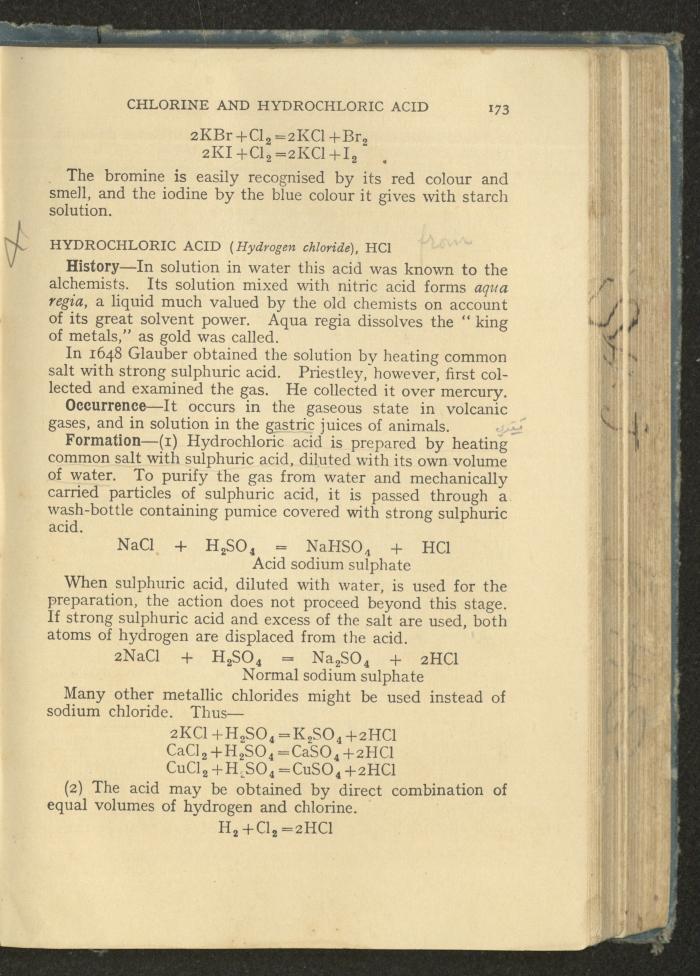 CHLORINE AND HYDROCHLORIC ACID 173
2KBr+Cl₂=2KCl+Br₂
2KI+Cl₂=2KCl+I₂
The bromine is easily recognised by its red colour and
smell, and the iodine by the blue colour it gives with starch
solution.
from
HYDROCHLORIC ACID (Hydrogen chloride), HCl
History—In solution in water this acid was known to the
alchemists. Its solution mixed with nitric acid forms aqua
regia, a liquid much valued by the old chemists on account
of its great solvent power. Aqua regia dissolves the “ king
of metals,” as gold was called.
In 1648 Glauber obtained the solution by heating common
salt with strong sulphuric acid. Priestley, however, first col-
lected and examined the gas. He collected it over mercury.
Occurrence—It occurs in the gaseous state in volcanic
gases, and in solution in the gastric juices of animals.
Formation—(1) Hydrochloric acid is prepared by heating
common salt with sulphuric acid, diluted with its own volume
of water. To purify the gas from water and mechanically
carried particles of sulphuric acid, it is passed through a
wash-bottle containing pumice covered with strong sulphuric
acid.
NaCl + H₂SO₄ = NaHSO₄ + HCl
Acid sodium sulphate
When sulphuric acid, diluted with water, is used for the
preparation, the action does not proceed beyond this stage.
If strong sulphuric acid and excess of the salt are used, both
atoms of hydrogen are displaced from the acid.
2NaCl + H₂SO₄ = Na₂SO₄ + 2HCl
Normal sodium sulphate
Many other metallic chlorides might be used instead of
sodium chloride. Thus—
2KCl+H₂SO₄=K₂SO₄+2HCl
CaCl₂+H₂SO₄=CaSO₄+2HCl
CuCl₂+H₂SO₄=CuSO₄+2HCl
(2) The acid may be obtained by direct combination of
equal volumes of hydrogen and chlorine.
H₂+Cl₂=2HCl